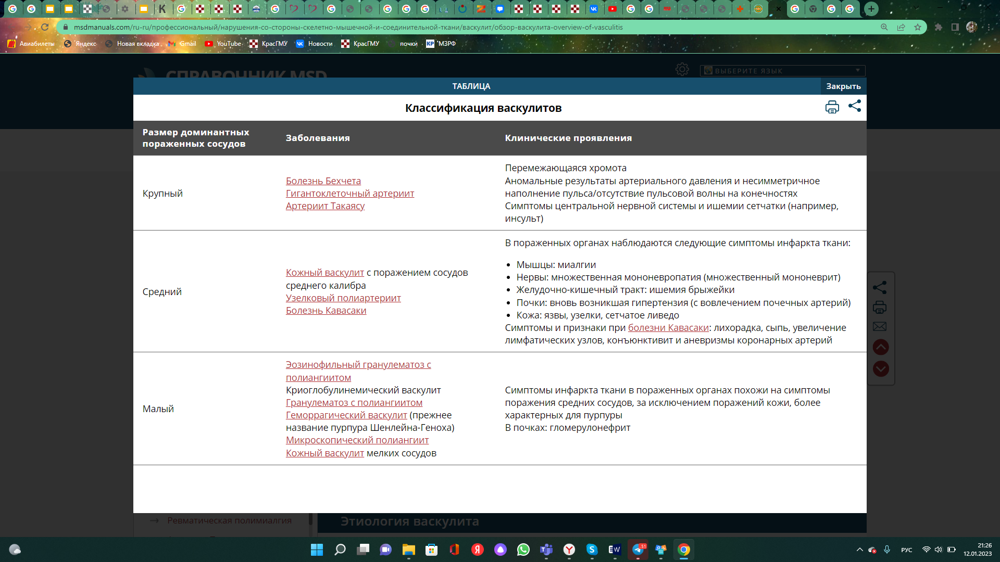 msdmanuals.com/ru-ru/профессиональный/нарушения-со-стороны-скелетно-мышечной-и-соединительной-ткани/васкулит/обзор-васкулита-overview-of-vasculitis
Авиабилеты Яндекс Новая вкладка Gmail YouTube КрасГМУ Новости КрасГМУ почки КР "МЗРФ
СПРАВОЧНИК MSD
ВЫБЕРИТЕ ЯЗЫК
ТАБЛИЦА
Закрыть
Классификация васкулитов
Размер доминантных
пораженных сосудов
Заболевания
Клинические проявления
Крупный
Болезнь Бехчета
Гигантоклеточный артериит
Артериит Такаясу
Перемежающаяся хромота
Аномальные результаты артериального давления и несимметричное
наполнение пульса/отсутствие пульсовой волны на конечностях
Симптомы центральной нервной системы и ишемии сетчатки (например,
инсульт)
Средний
Кожный васкулит с поражением сосудов
среднего калибра
Узелковый полиартериит
Болезнь Кавасаки
В пораженных органах наблюдаются следующие симптомы инфаркта ткани:
• Мышцы: миалгии
• Нервы: множественная мононевропатия (множественный мононеврит)
• Желудочно-кишечный тракт: ишемия брыжейки
• Почки: вновь возникшая гипертензия (с вовлечением почечных артерий)
• Кожа: язвы, узелки, сетчатое ливедо
Симптомы и признаки при болезни Кавасаки: лихорадка, сыпь, увеличение
лимфатических узлов, конъюнктивит и аневризмы коронарных артерий
Малый
Эозинофильный гранулематоз с
полиангиитом
Криоглобулинемический васкулит
Гранулематоз с полиангиитом
Геморрагический васкулит (прежнее
название пурпура Шенлейна-Геноха)
Микроскопический полиангиит
Кожный васкулит мелких сосудов
Симптомы инфаркта ткани в пораженных органах похожи на симптомы
поражения средних сосудов, за исключением поражений кожи, более
характерных для пурпуры
В почках: гломерулонефрит
→ Ревматическая полимиалгия
Этиология васкулита
РУС
21:26
12.01.2023